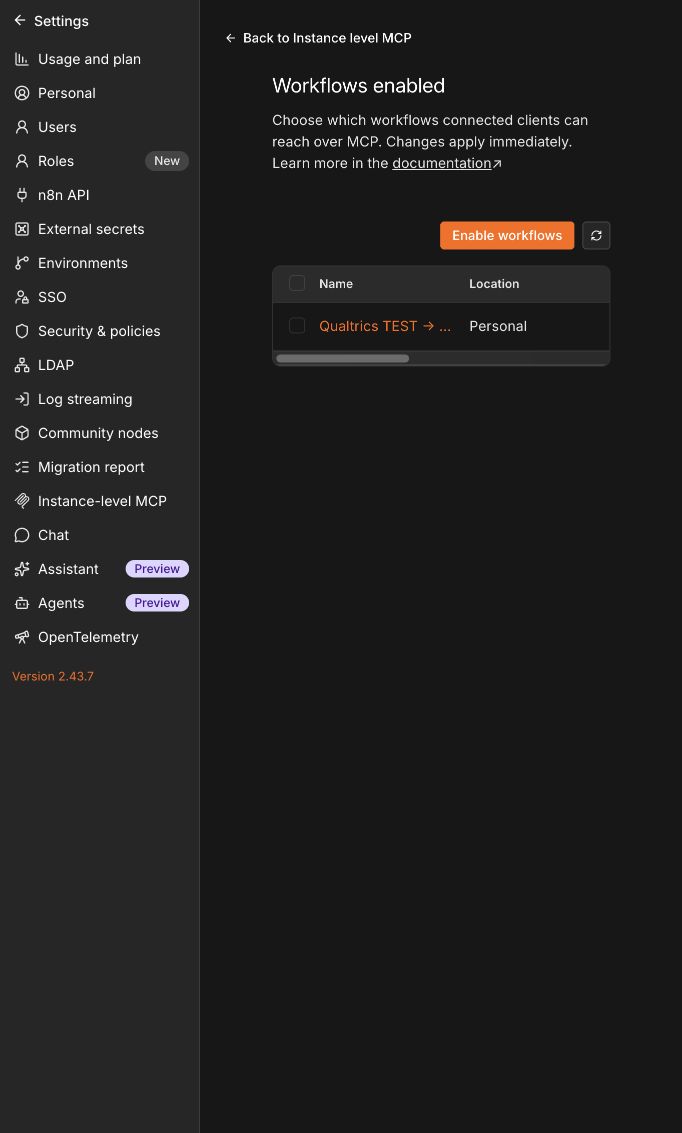 Settings
Usage and plan
Personal
Users
Roles New
n8n API
External secrets
Environments
SSO
Security & policies
LDAP
Log streaming
Community nodes
Migration report
Instance-level MCP
Chat
Assistant Preview
Agents Preview
OpenTelemetry
Version 2.43.7
Back to Instance level MCP
Workflows enabled
Choose which workflows connected clients can
reach over MCP. Changes apply immediately.
Learn more in the documentation↗
Enable workflows
Name Location
Qualtrics TEST → ... Personal